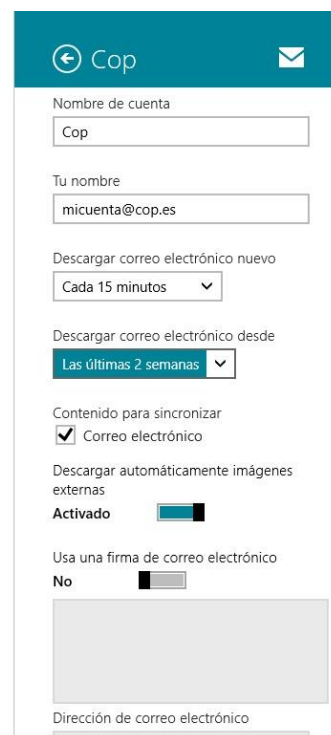 Cop
Nombre de cuenta
Cop
Tu nombre
micuenta@cop.es
Descargar correo electrónico nuevo
Cada 15 minutos
Descargar correo electrónico desde
Las últimas 2 semanas
Contenido para sincronizar
Correo electrónico
Descargar automáticamente imágenes
externas
Activado
Usa una firma de correo electrónico
No
Dirección de correo electrónico